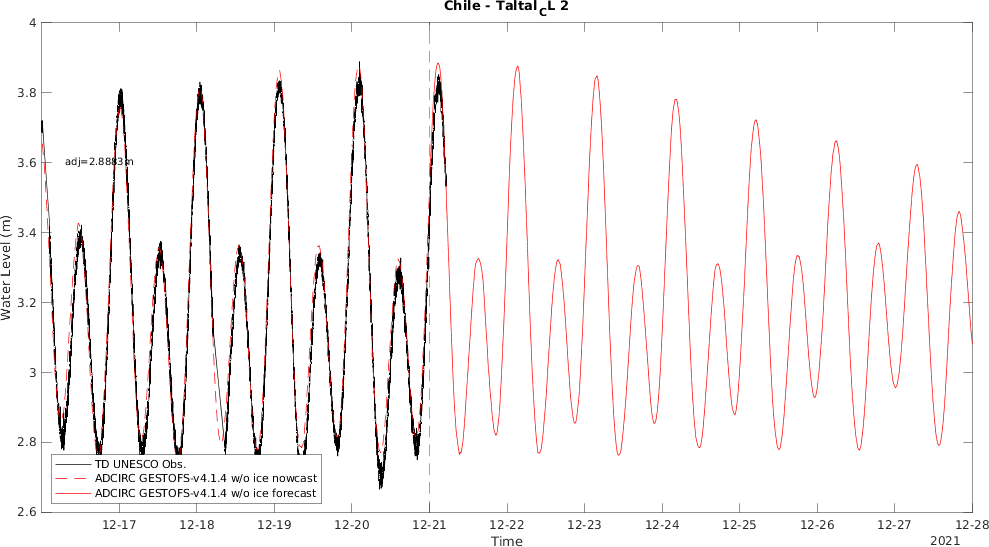 Chile - Taltal_CL 2
4
3.8
3.6
3.4
3.2
3
2.8
2.6
Water Level (m)
adj=2.8883m
TD UNESCO Obs.
ADCIRC GESTOFS-v4.1.4 w/o ice nowcast
ADCIRC GESTOFS-v4.1.4 w/o ice forecast
12-17 12-18 12-19 12-20 12-21 12-22 12-23 12-24 12-25 12-26 12-27 12-28
Time
2021